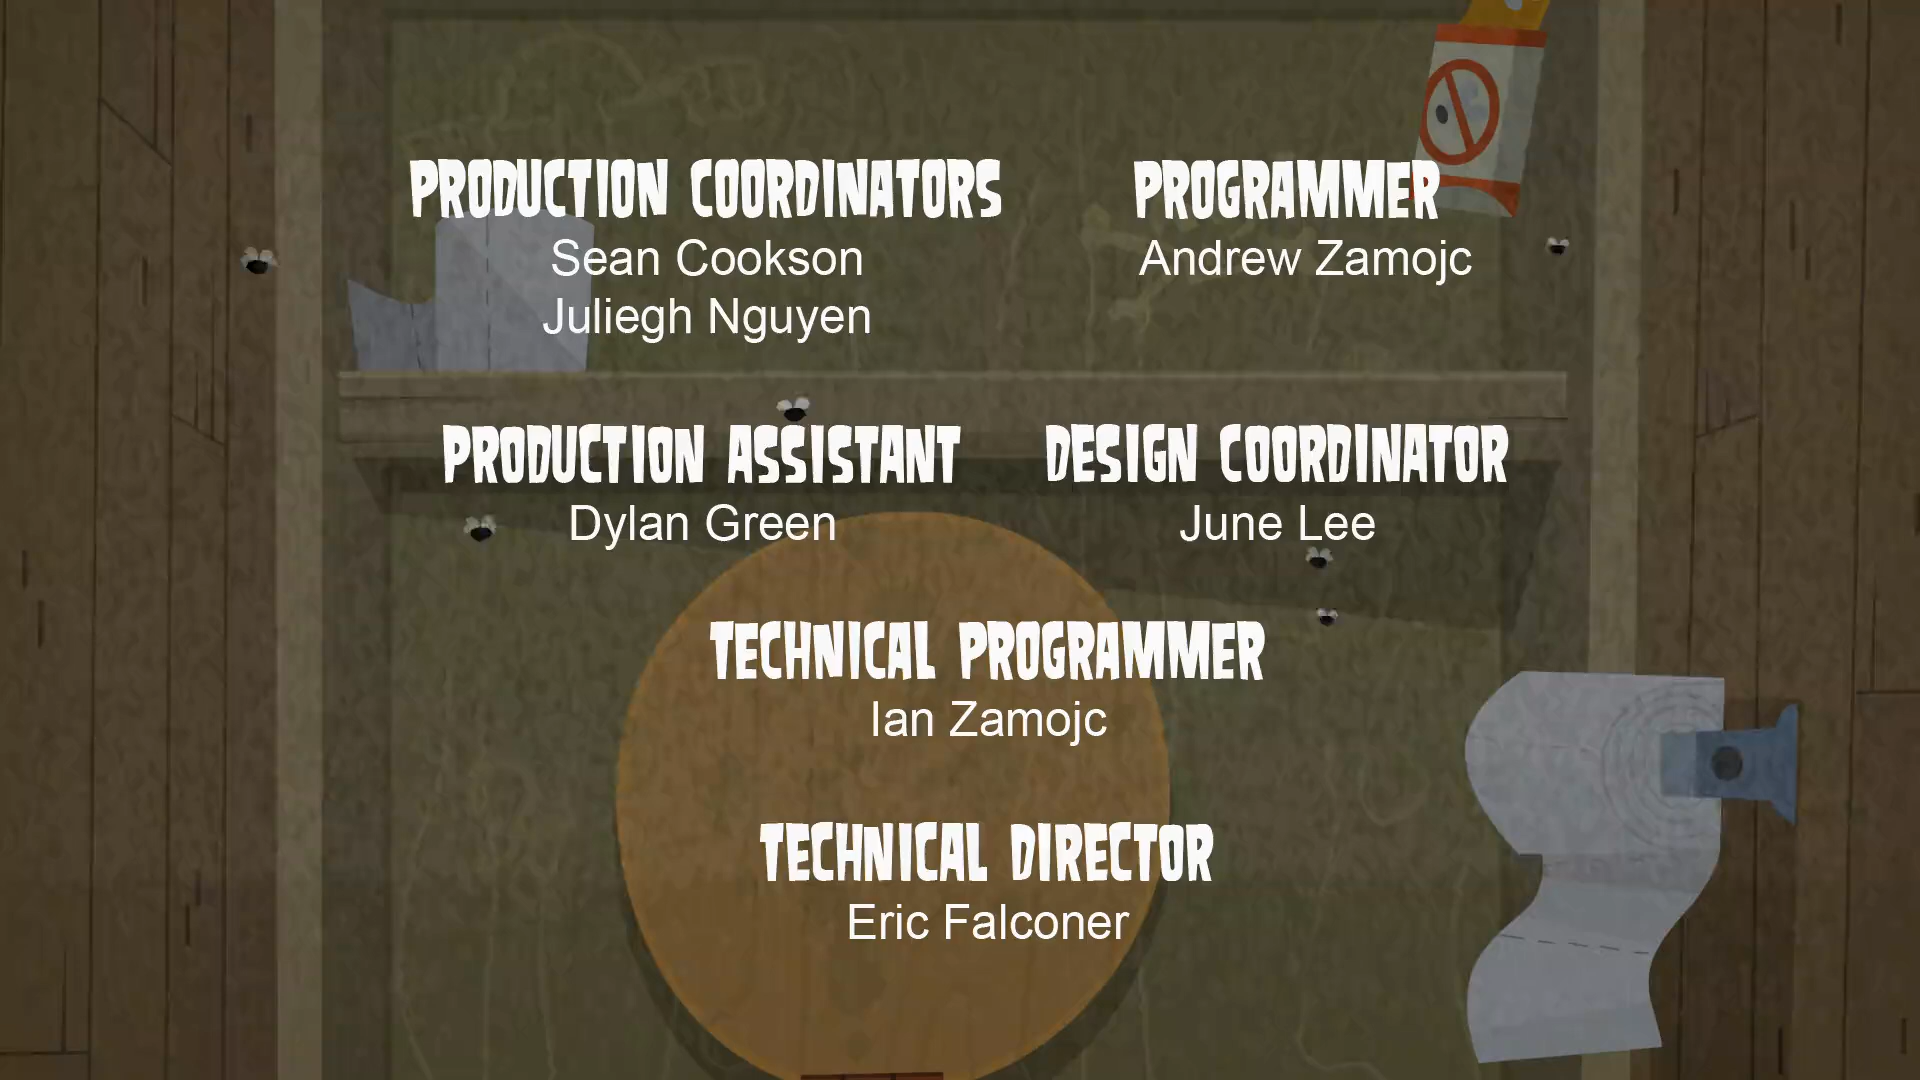 PRODUCTION COORDINATORS
Sean Cookson
Juliegh Nguyen
PROGRAMMER
Andrew Zamojc
PRODUCTION ASSISTANT
Dylan Green
DESIGN COORDINATOR
June Lee
TECHNICAL PROGRAMMER
Ian Zamojc
TECHNICAL DIRECTOR
Eric Falconer